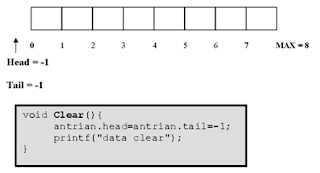 0 1 2 3 4 5 6 7 MAX = 8
Head = -1
Tail = -1
void Clear(){
antrian.head=antrian.tail=-1;
printf("data clear");
}